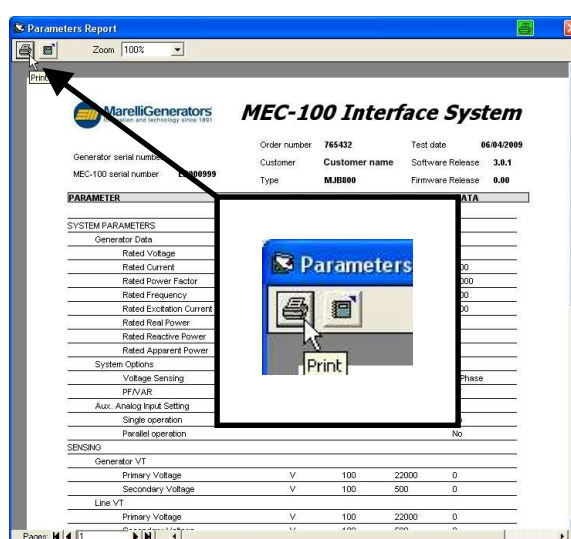 Parameters Report
Zoom 100%
Print
MarelliGenerators
and technology since 1891
MEC-100 Interface System
Order number 765432 Test date 06/04/2009
Generator serial number
Customer Customer name Software Release 3.0.1
MEC-100 serial number
Type MJB800 Firmware Release 0.00
PARAMETER
SYSTEM PARAMETERS
Generator Data
Rated Voltage
Rated Current
Rated Power Factor
Rated Frequency
Rated Excitation Current
Rated Real Power
Rated Reactive Power
Rated Apparent Power
System Options
Voltage Sensing Phase
PF/VAR
Aux. Analog Input Setting
Single operation
Parallel operation No
SENSING
Generator VT
Primary Voltage V 100 22000 0
Secondary Voltage V 100 500 0
Line VT
Primary Voltage V 100 22000 0
Pages: 1
Parameters
Print